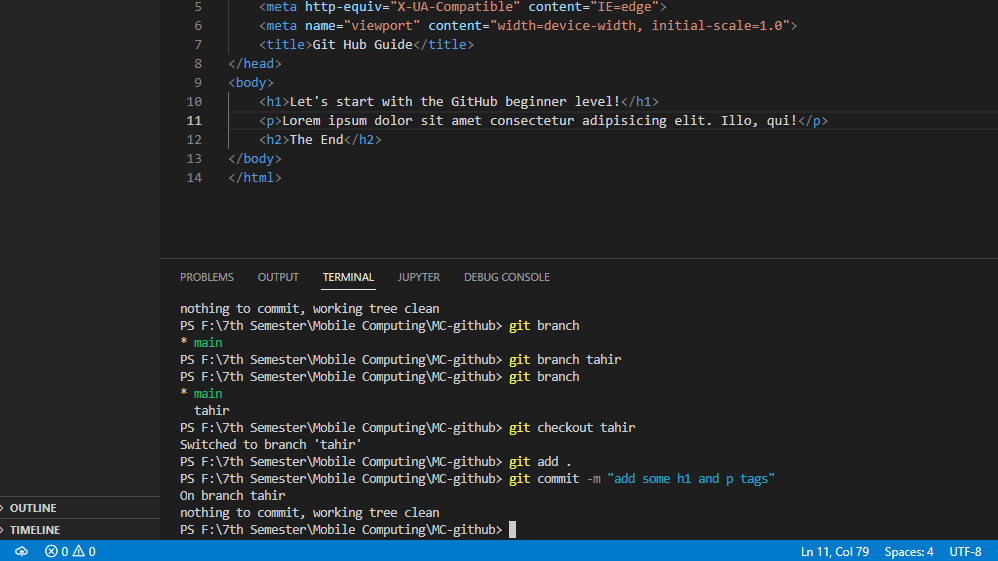 5 <meta http-equiv="X-UA-Compatible" content="IE=edge">
6 <meta name="viewport" content="width=device-width, initial-scale=1.0">
7 <title>Git Hub Guide</title>
8 </head>
9 <body>
10 <h1>Let's start with the GitHub beginner level!</h1>
11 <p>Lorem ipsum dolor sit amet consectetur adipisicing elit. Illo, qui!</p>
12 <h2>The End</h2>
13 </body>
14 </html>
PROBLEMS OUTPUT TERMINAL JUPYTER DEBUG CONSOLE
nothing to commit, working tree clean
PS F:\7th Semester\Mobile Computing\MC-github> git branch
* main
PS F:\7th Semester\Mobile Computing\MC-github> git branch tahir
PS F:\7th Semester\Mobile Computing\MC-github> git branch
* main
tahir
PS F:\7th Semester\Mobile Computing\MC-github> git checkout tahir
Switched to branch 'tahir'
PS F:\7th Semester\Mobile Computing\MC-github> git add .
PS F:\7th Semester\Mobile Computing\MC-github> git commit -m "add some h1 and p tags"
On branch tahir
nothing to commit, working tree clean
PS F:\7th Semester\Mobile Computing\MC-github>
OUTLINE
TIMELINE
0 0 Ln 11, Col 79 Spaces: 4 UTF-8